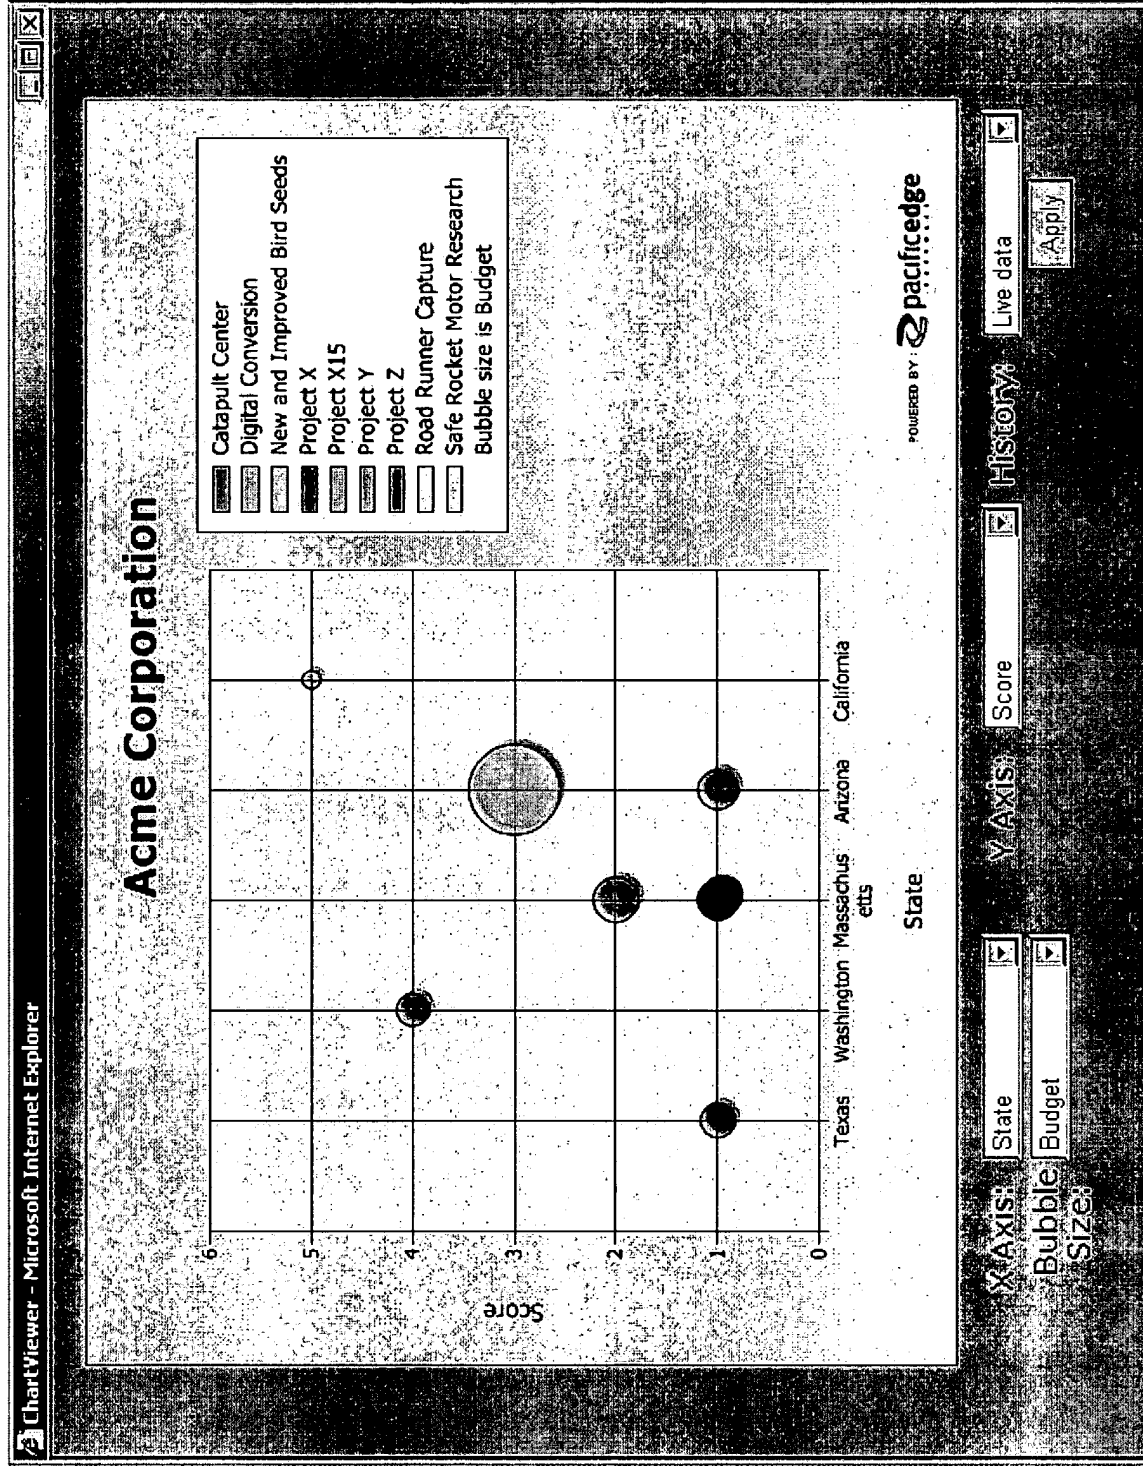 ChartViewer - Microsoft Internet Explorer
Acme Corporation
Catapult Center
Digital Conversion
New and Improved Bird Seeds
Project X
Project X15
Project Y
Project Z
Road Runner Capture
Safe Rocket Motor Research
Bubble size is Budget
Score
6
5
4
3
2
1
0
Texas Washington Massachus Arizona California
etts
State
POWERED BY: pacificedge
X Axis: State Y Axis: Score History: Live data
Bubble Budget Apply
Size: